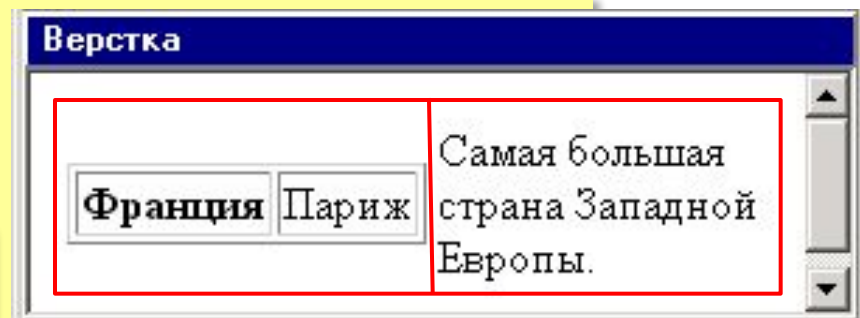 Верстка
Франция Париж
Самая большая
страна Западной
Европы.